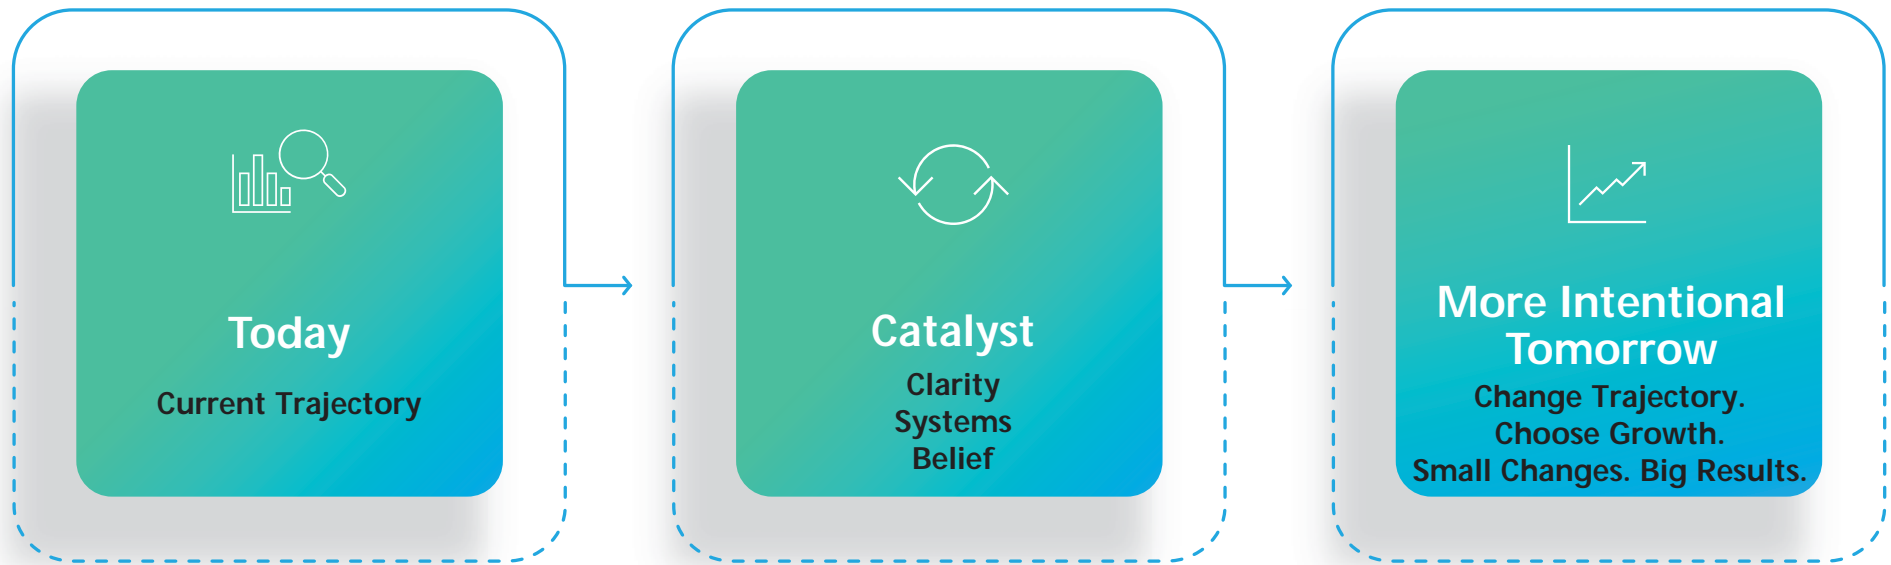 Today
Current Trajectory
Catalyst
Clarity
Systems
Belief
More Intentional
Tomorrow
Change Trajectory.
Choose Growth.
Small Changes. Big Results.